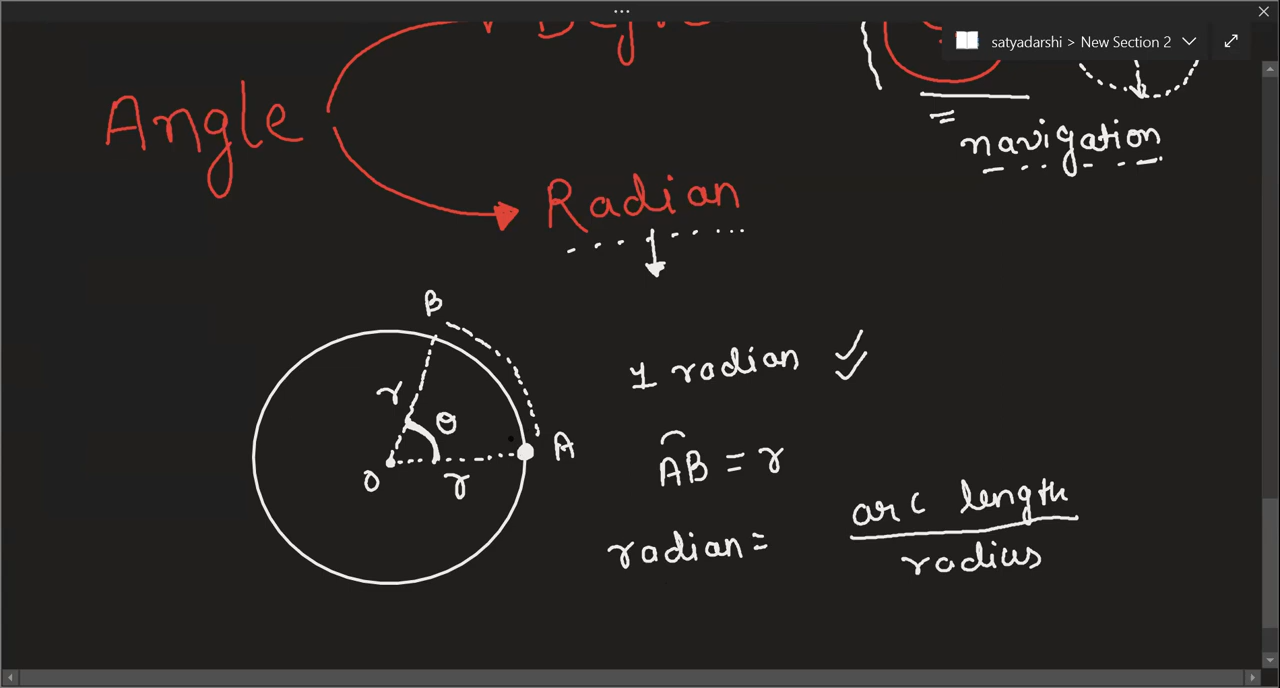 satyadarshi > New Section 2
Angle
navigation
Radian
B
1 radian
r
θ
A
O
r
AB = r
radian =
arc length
radius